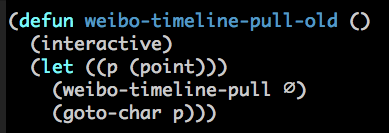 (defun weibo-timeline-pull-old ()
  (interactive)
  (let ((p (point)))
    (weibo-timeline-pull ∅)
    (goto-char p)))